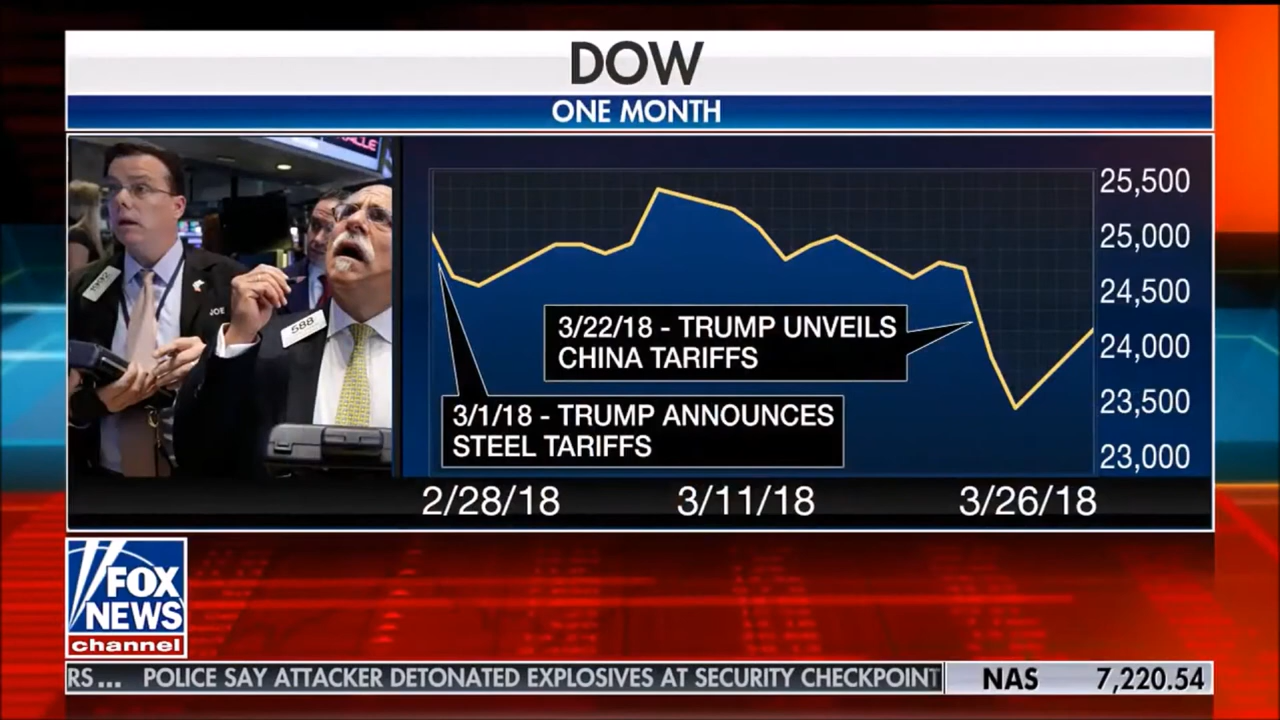 DOW
ONE MONTH
25,500
25,000
24,500
24,000
23,500
23,000
3/22/18 - TRUMP UNVEILS
CHINA TARIFFS
3/1/18 - TRUMP ANNOUNCES
STEEL TARIFFS
JOE
588
2/28/18
3/11/18
3/26/18
FOX
NEWS
channel
RS... POLICE SAY ATTACKER DETONATED EXPLOSIVES AT SECURITY CHECKPOINT
NAS 7,220.54